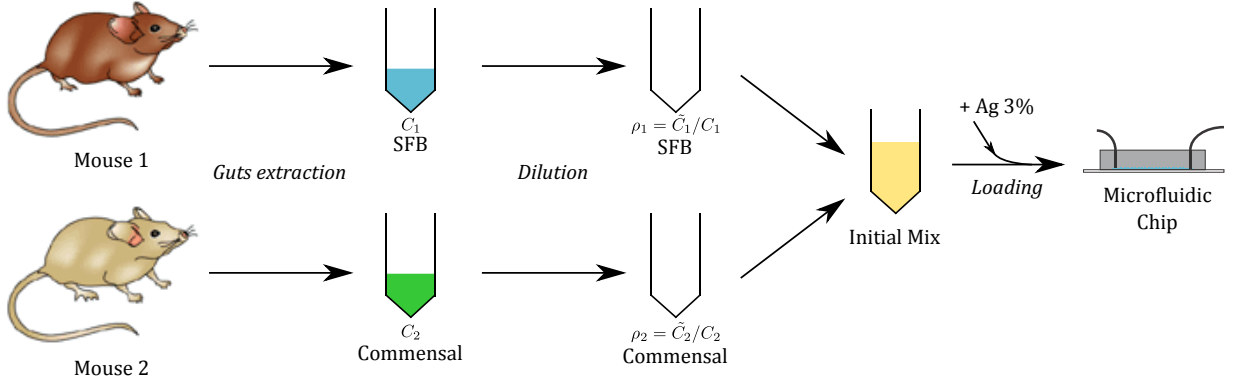 Mouse 1
Guts extraction
C₁
SFB
Dilution
ρ₁ = C̃₁/C₁
SFB
Initial Mix
+ Ag 3%
Loading
Microfluidic
Chip
Mouse 2
C₂
Commensal
ρ₂ = C̃₂/C₂
Commensal